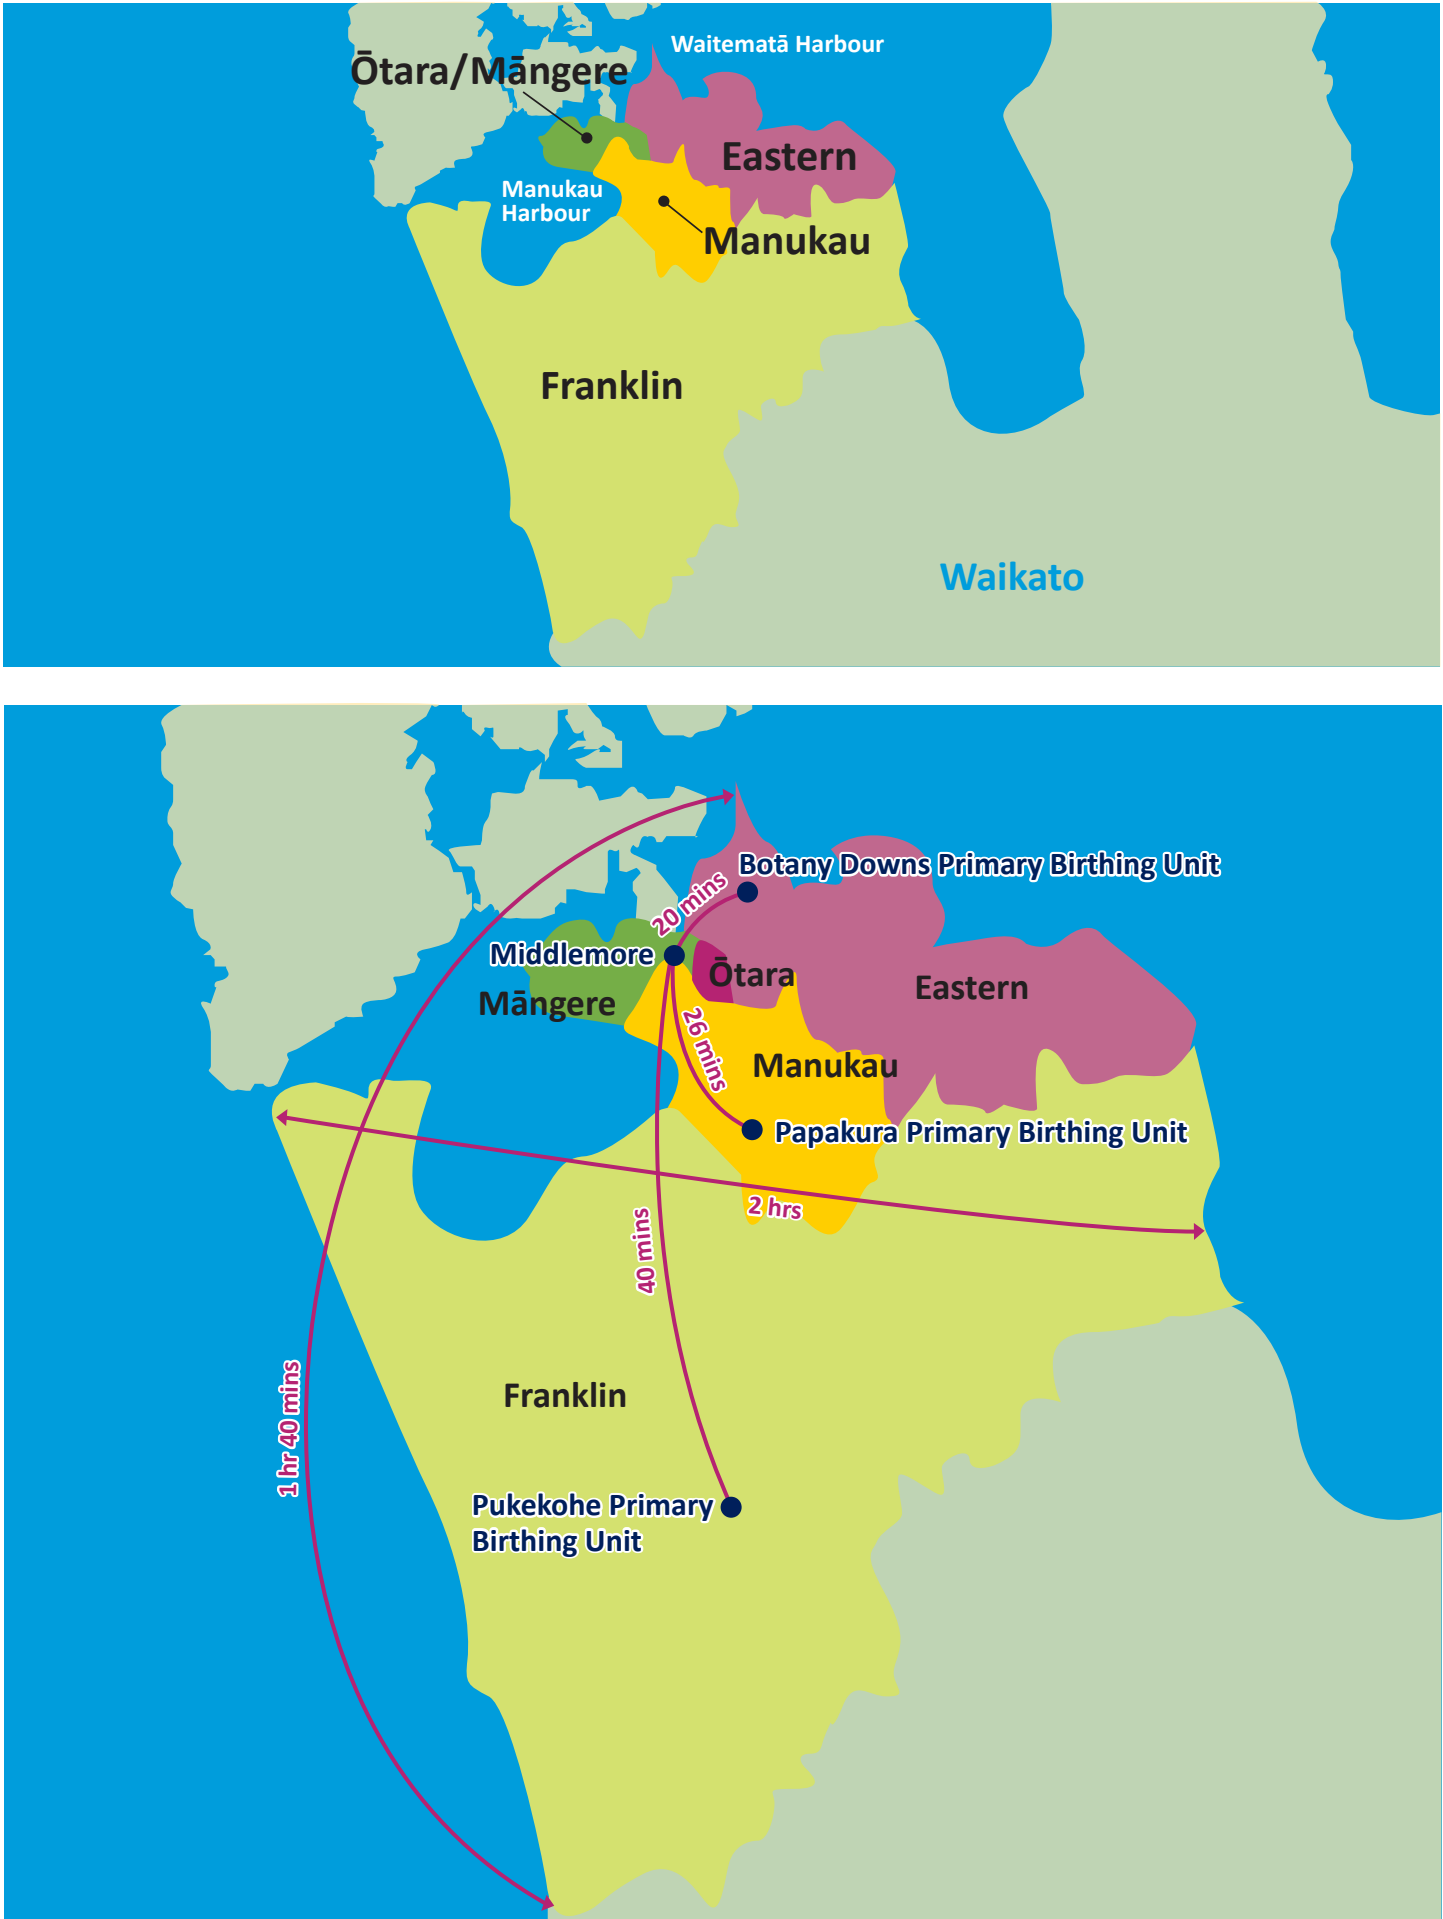 Waitematā Harbour
Ōtara/Māngere
Eastern
Manukau
Harbour
Manukau
Franklin
Waikato
Botany Downs Primary Birthing Unit
20 mins
Middlemore
Ōtara
Māngere
Eastern
26 mins
Manukau
Papakura Primary Birthing Unit
2 hrs
40 mins
1 hr 40 mins
Franklin
Pukekohe Primary
Birthing Unit